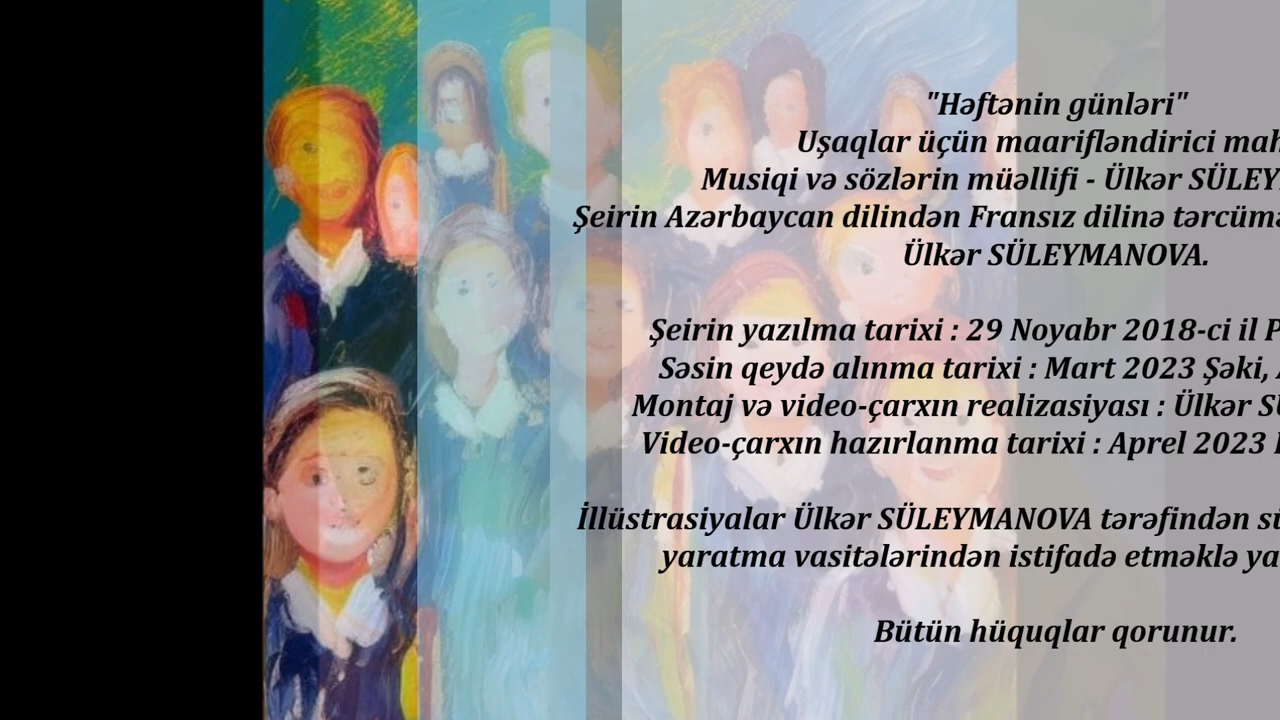 "Həftənin günləri"
Uşaqlar üçün maarifləndirici
Musiqi və sözlərin müəllifi - Ülkər
Şeirin Azərbaycan dilindən Fransız dilinə
Ülkər SÜLEYMANOVA.
Şeirin yazılma tarixi : 29 Noyabr 2018-ci il
Səsin qeydə alınma tarixi : Mart 2023 Şəki,
Montaj və video-çarxın realizasiyası : Ülkər
Video-çarxın hazırlanma tarixi : Aprel 2023
İllüstrasiyalar Ülkər SÜLEYMANOVA tərəfindən
yaratma vasitələrindən istifadə etməklə
Bütün hüquqlar qorunur.